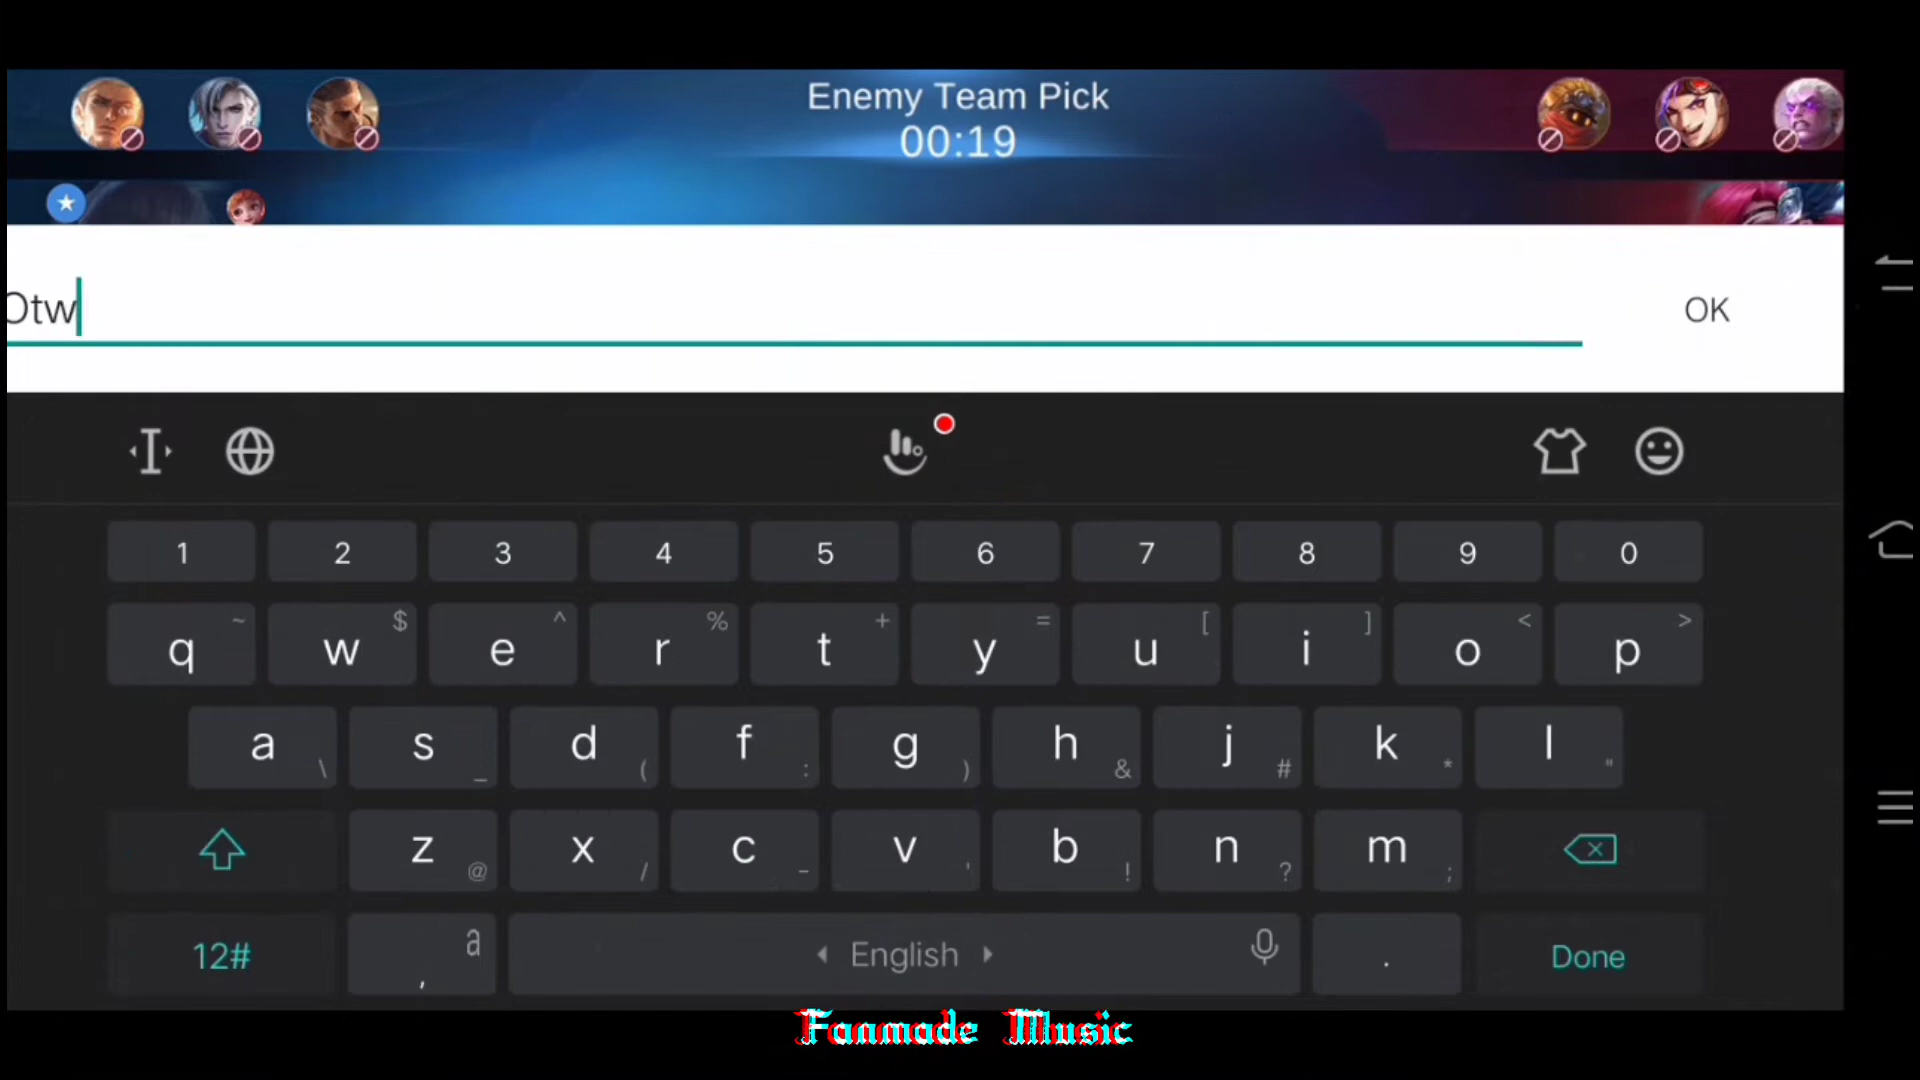 Enemy Team Pick
00:19
Otw
OK
1 2 3 4 5 6 7 8 9 0
q ~ w $ e ^ r % t + y = u [ i ] o < p >
a \ s _ d ( f : g ) h & j # k * l "
z @ x / c - v ' b ! n ? m ;
12# , a English . Done
Fanmade Music